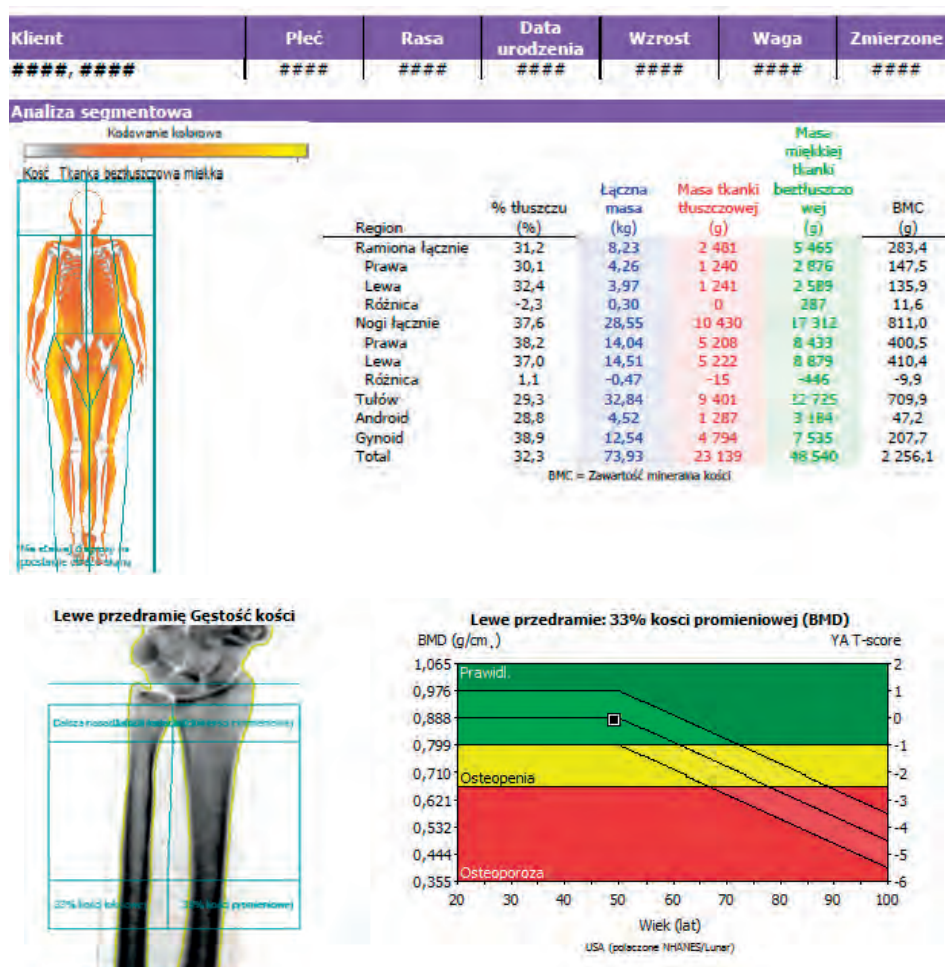 Klient Płeć Rasa Data urodzenia Wzrost Waga Zmierzone
####, #### #### #### #### #### #### ####
Analiza segmentowa
Kodowanie kolorowa
Kość Tkanka beztłuszczowa miękka
Region % tłuszczu (%) Łączna masa (kg) Masa tkanki tłuszczowej (g) Masa miękkiej tkanki beztłuszczowej (g) BMC (g)
Ramiona łącznie 31,2 8,23 2 481 5 465 283,4
Prawa 30,1 4,26 1 240 2 876 147,5
Lewa 32,4 3,97 1 241 2 589 135,9
Różnica -2,3 0,30 0 287 11,6
Nogi łącznie 37,6 28,55 10 430 17 312 811,0
Prawa 38,2 14,04 5 208 8 433 400,5
Lewa 37,0 14,51 5 222 8 879 410,4
Różnica 1,1 -0,47 -15 -446 -9,9
Tułów 29,3 32,84 9 401 22 725 709,9
Android 28,8 4,52 1 287 3 184 47,2
Gynoid 38,9 12,54 4 794 7 535 207,7
Total 32,3 73,93 23 139 48 540 2 256,1
BMC = Zawartość minerałna kości
Lewe przedramię Gęstość kości
33% kości promieniowej
Lewe przedramie: 33% kosci promieniowej (BMD)
BMD (g/cm²) YA T-score
1,065 2
Prawidl.
0,976 1
0,888 0
0,799 -1
0,710 -2
Osteopenia
0,621 -3
0,532 -4
0,444 -5
Osteoporoza
0,355 -6
20 30 40 50 60 70 80 90 100
Wiek (lat)
USA (polaczone NHANES/Lunar)